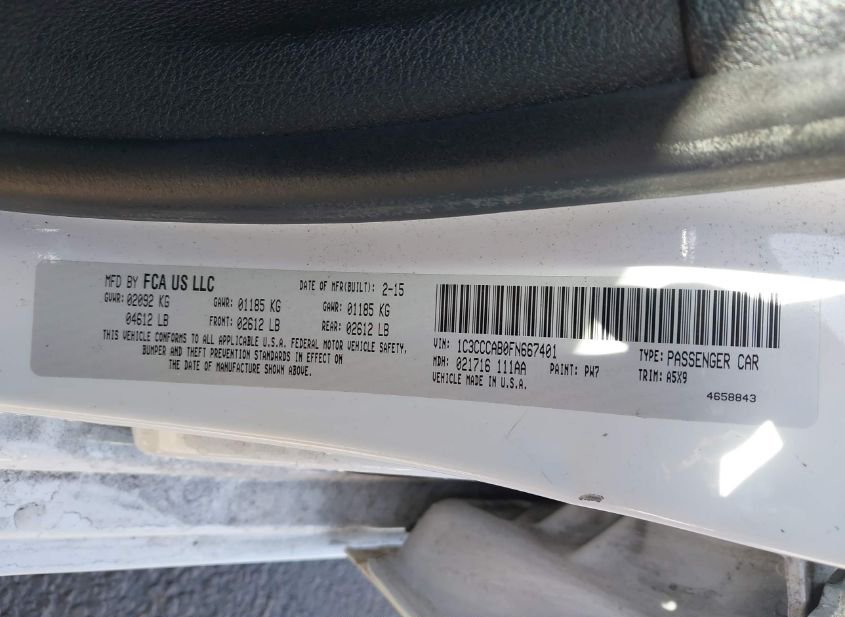 MFD BY FCA US LLC DATE OF MFR(BUILT): 2-15
GVWR: 02092 KG GAWR: 01185 KG GAWR: 01185 KG
04612 LB FRONT: 02612 LB REAR: 02612 LB
THIS VEHICLE CONFORMS TO ALL APPLICABLE U.S.A. FEDERAL MOTOR VEHICLE SAFETY,
BUMPER AND THEFT PREVENTION STANDARDS IN EFFECT ON
THE DATE OF MANUFACTURE SHOWN ABOVE.
VIN: 1C3CCCAB0FN667401 TYPE: PASSENGER CAR
MDH: 021716 111AA PAINT: PW7 TRIM: A5X9
VEHICLE MADE IN U.S.A.
4658843